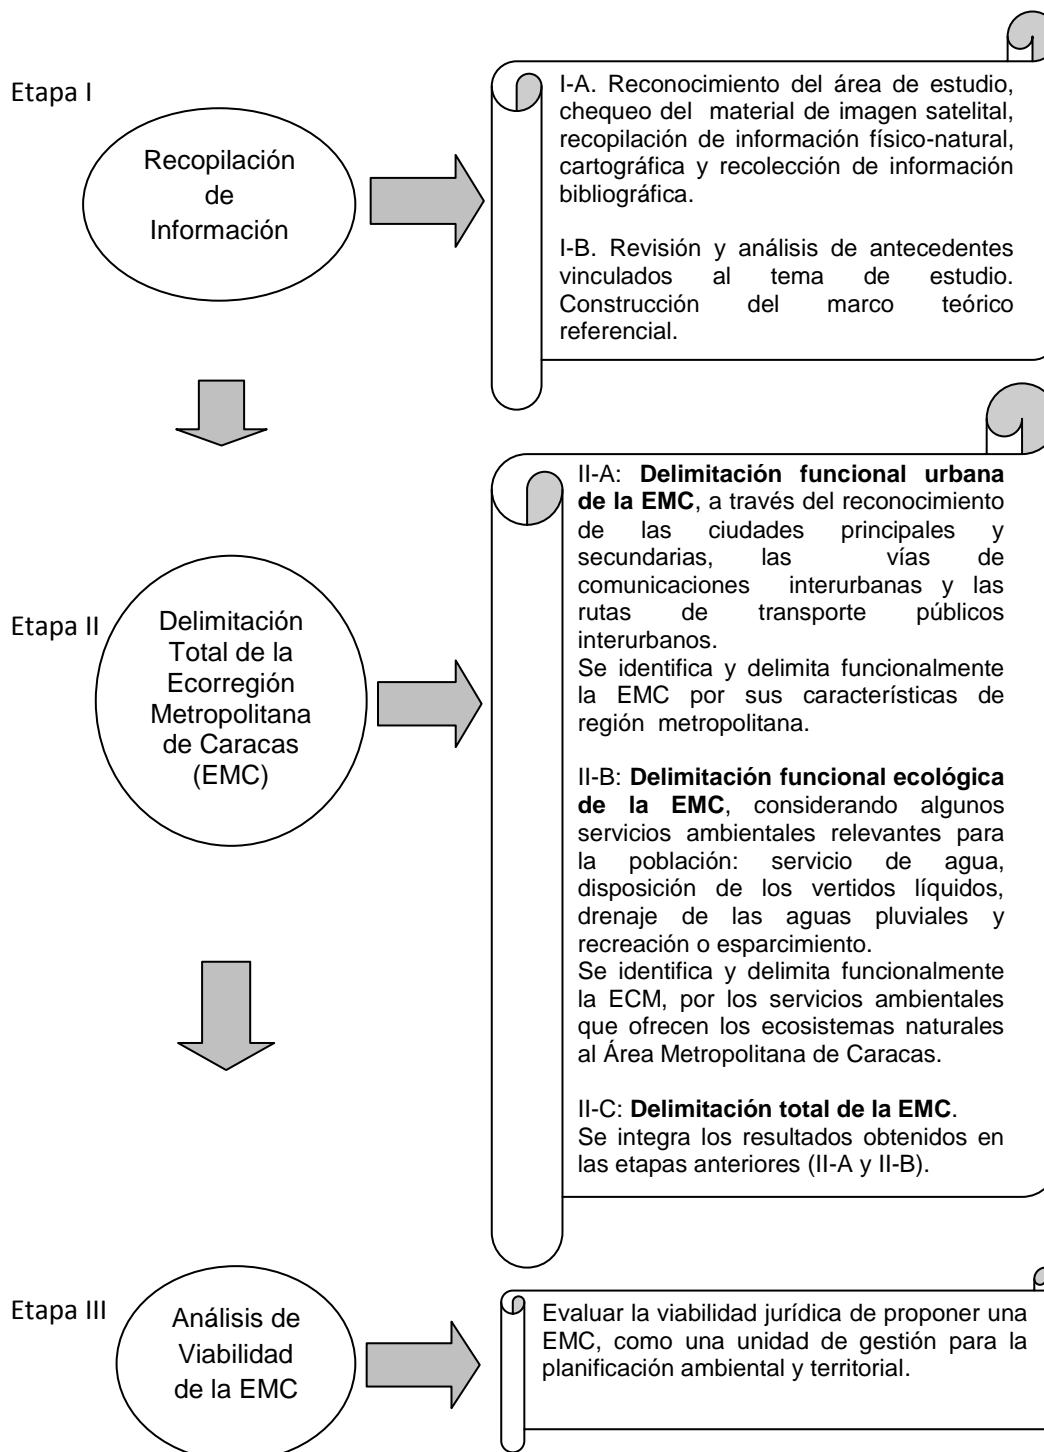 Etapa I
Recopilación
de
Información
I-A. Reconocimiento del área de estudio,
chequeo del material de imagen satelital,
recopilación de información físico-natural,
cartográfica y recolección de información
bibliográfica.
I-B. Revisión y análisis de antecedentes
vinculados al tema de estudio.
Construcción del marco teórico
referencial.
Etapa II
Delimitación
Total de la
Ecorregión
Metropolitana
de Caracas
(EMC)
II-A: Delimitación funcional urbana
de la EMC, a través del reconocimiento
de las ciudades principales y
secundarias, las vías de
comunicaciones interurbanas y las
rutas de transporte públicos
interurbanos.
Se identifica y delimita funcionalmente
la EMC por sus características de
región metropolitana.
II-B: Delimitación funcional ecológica
de la EMC, considerando algunos
servicios ambientales relevantes para
la población: servicio de agua,
disposición de los vertidos líquidos,
drenaje de las aguas pluviales y
recreación o esparcimiento.
Se identifica y delimita funcionalmente
la ECM, por los servicios ambientales
que ofrecen los ecosistemas naturales
al Área Metropolitana de Caracas.
II-C: Delimitación total de la EMC.
Se integra los resultados obtenidos en
las etapas anteriores (II-A y II-B).
Etapa III
Análisis de
Viabilidad
de la EMC
Evaluar la viabilidad jurídica de proponer una
EMC, como una unidad de gestión para la
planificación ambiental y territorial.